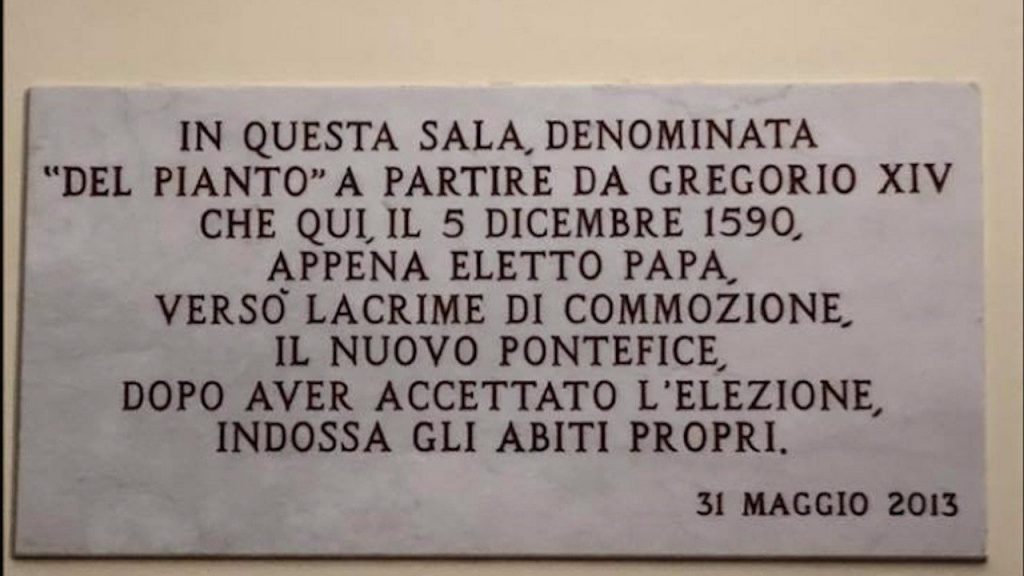 IN QUESTA SALA, DENOMINATA
“DEL PIANTO” A PARTIRE DA GREGORIO XIV
CHE QUI, IL 5 DICEMBRE 1590,
APPENA ELETTO PAPA,
VERSÒ LACRIME DI COMMOZIONE,
IL NUOVO PONTEFICE,
DOPO AVER ACCETTATO L'ELEZIONE,
INDOSSA GLI ABITI PROPRI.
31 MAGGIO 2013